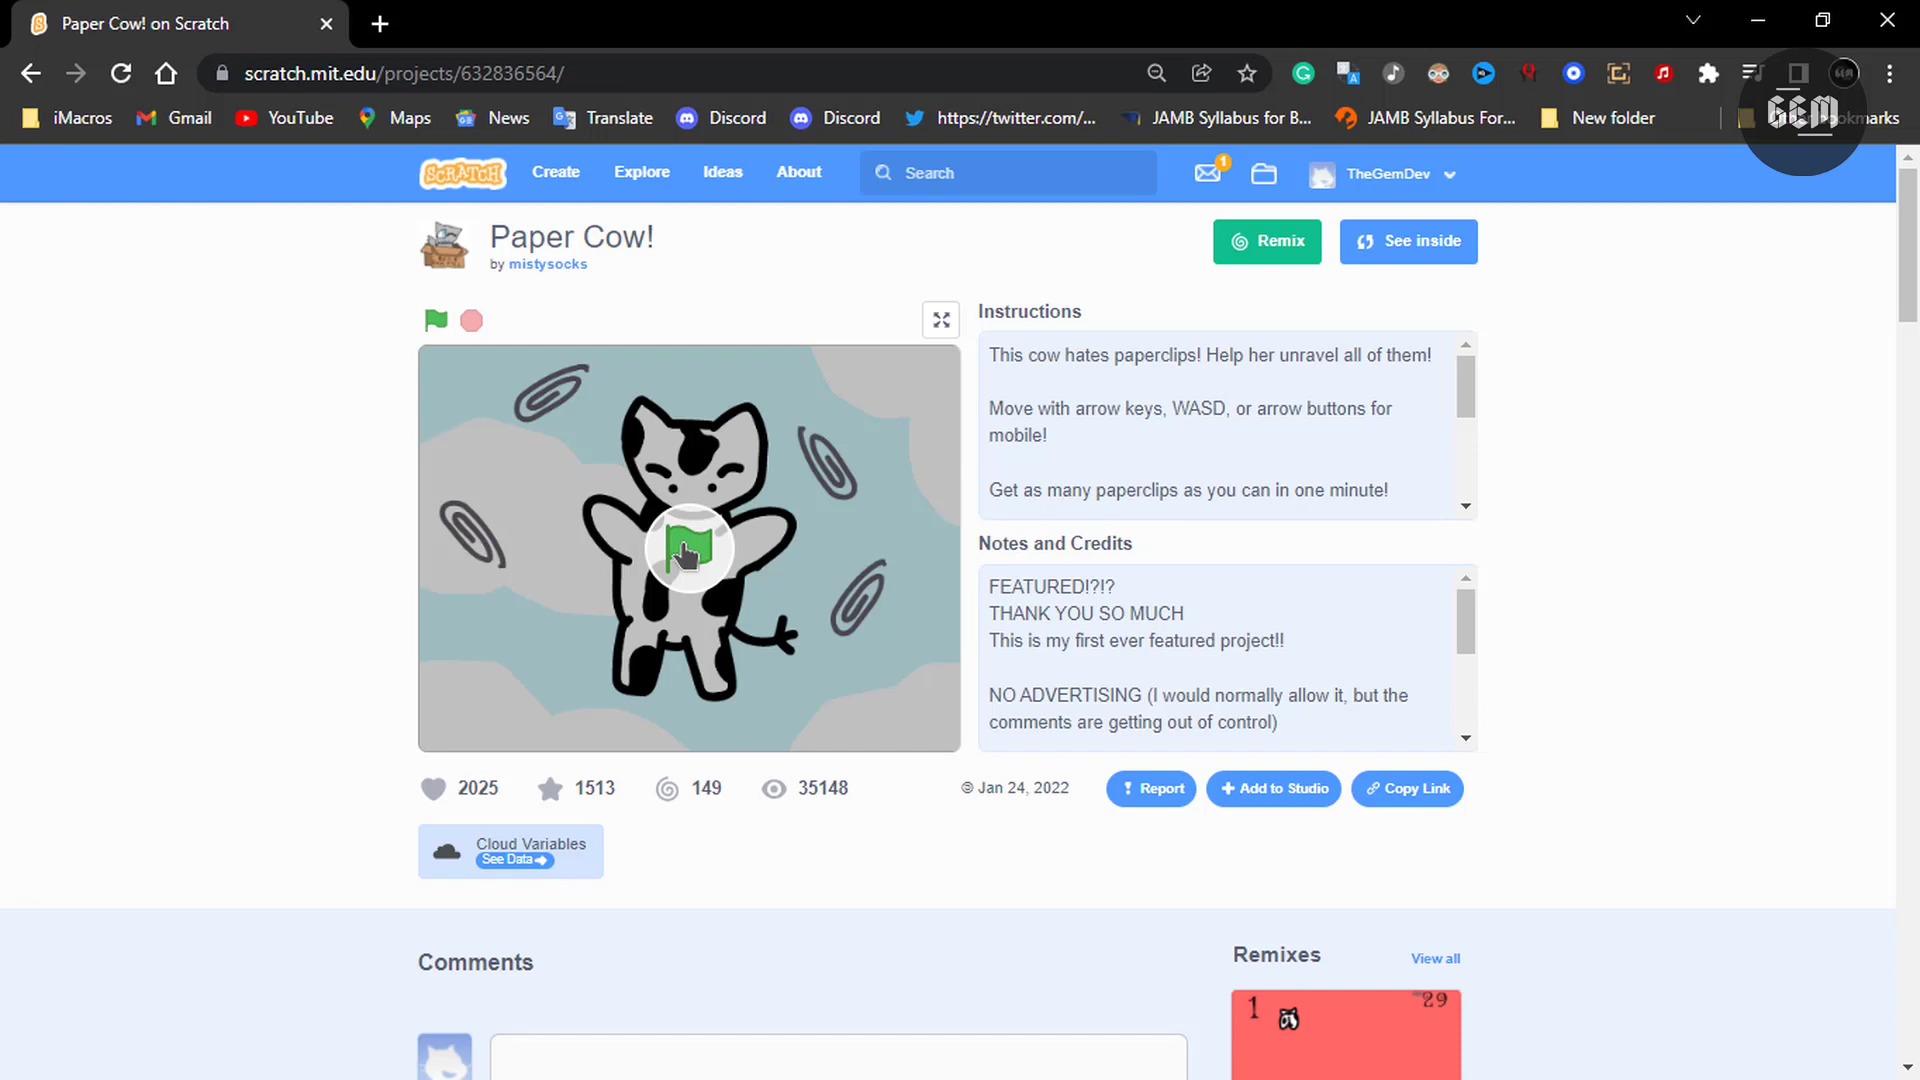 Paper Cow! on Scratch
scratch.mit.edu/projects/632836564/
iMacros
Gmail
YouTube
Maps
News
Translate
Discord
Discord
https://twitter.com/...
JAMB Syllabus for B...
JAMB Syllabus For...
New folder
GEM
SCRATCH
Create
Explore
Ideas
About
Search
1
TheGemDev
Paper Cow!
by mistysocks
Remix
See inside
Instructions
This cow hates paperclips! Help her unravel all of them!
Move with arrow keys, WASD, or arrow buttons for
mobile!
Get as many paperclips as you can in one minute!
Notes and Credits
FEATURED!?!?
THANK YOU SO MUCH
This is my first ever featured project!!
NO ADVERTISING (I would normally allow it, but the
comments are getting out of control)
2025
1513
149
35148
Jan 24, 2022
Report
Add to Studio
Copy Link
Cloud Variables
See Data
Comments
Remixes
View all
1
29